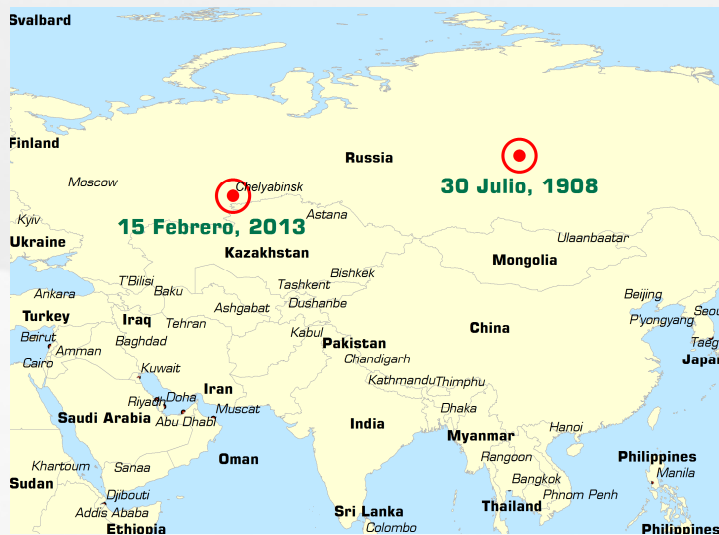 Svalbard
Finland
Russia
Moscow
Chelyabinsk
30 Julio, 1908
Kyiv
Astana
15 Febrero, 2013
Ukraine
Ulaanbaatar
Kazakhstan
Mongolia
Bishkek
T'Bilisi
Tashkent
Ankara
Baku
Beijing
Dushanbe
Ashgabat
Turkey
Iraq
Tehran
P'yongyang
Seou
China
Beirut
Baghdad
Kabul
Pakistan
Taeg
Amman
Chandigarh
Japan
Cairo
Kuwait
Kathmandu
Thimphu
Iran
Riyadh
Doha
Muscat
Dhaka
Saudi Arabia
Abu Dhabi
India
Hanoi
Myanmar
Oman
Rangoon
Philippines
Khartoum
Sanaa
Manila
Sudan
Bangkok
Djibouti
Phnom Penh
Addis Ababa
Sri Lanka
Thailand
Ethiopia
Colombo
Philippines